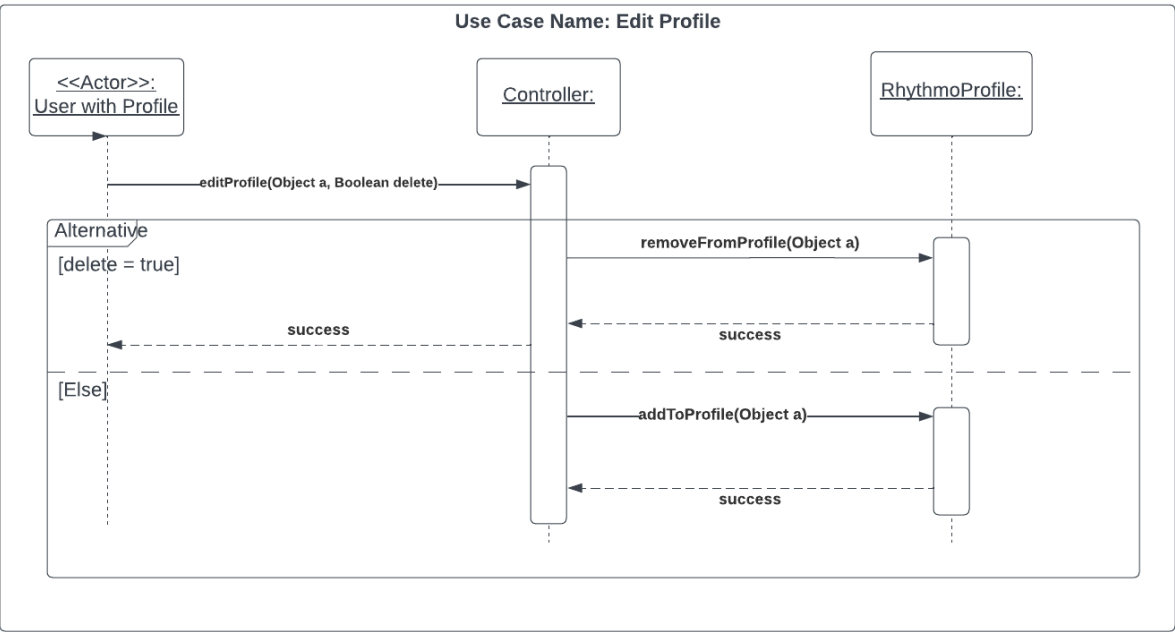 Use Case Name: Edit Profile
<<Actor>>:
User with Profile
Controller:
RhythmoProfile:
editProfile(Object a, Boolean delete)
Alternative
[delete = true]
removeFromProfile(Object a)
success
success
[Else]
addToProfile(Object a)
success